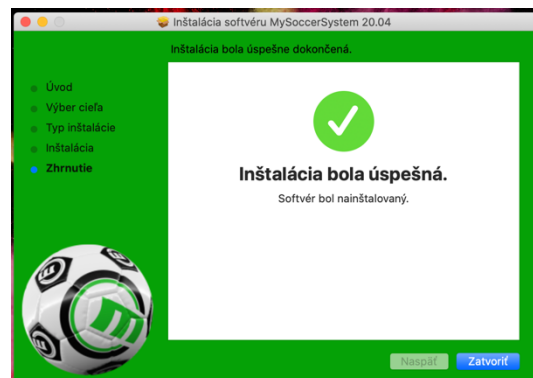 Inštalácia softvéru MySoccerSystem 20.04
Inštalácia bola úspešne dokončená.
Úvod
Výber cieľa
Typ inštalácie
Inštalácia
Zhrnutie
Inštalácia bola úspešná.
Softvér bol nainštalovaný.
Naspäť
Zatvoriť